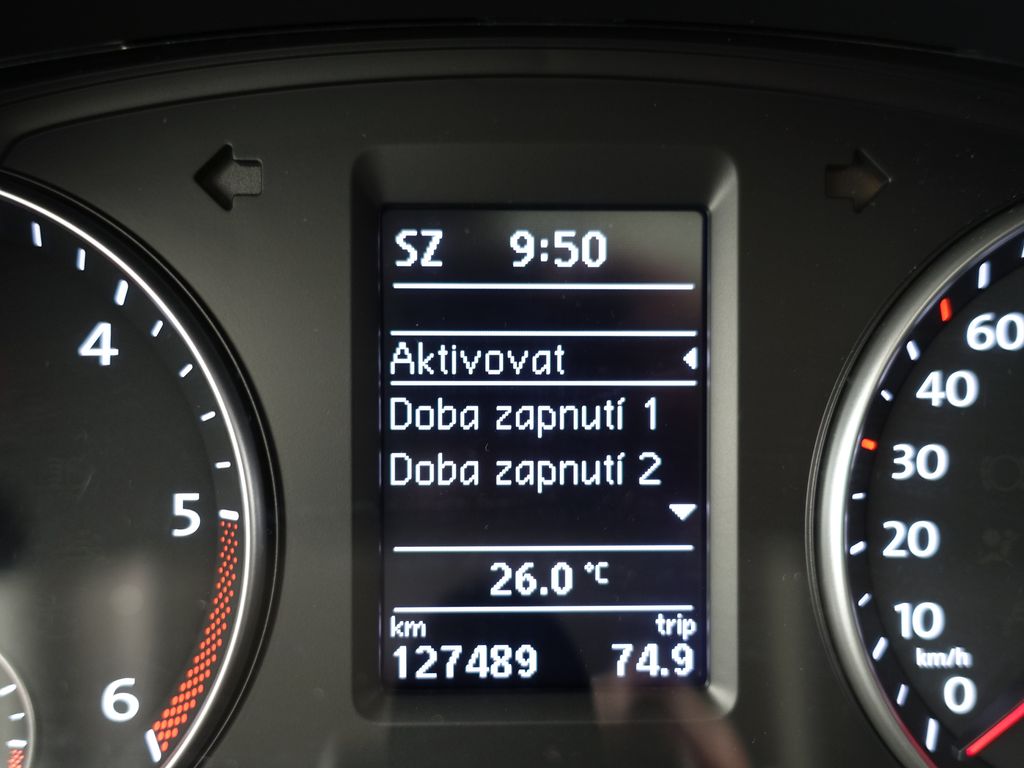 SZ 9:50
Aktivovat
Doba zapnutí 1
Doba zapnutí 2
26.0 °C
km trip
127489 74.9
4
5
6
60
40
30
20
10
km/h
0